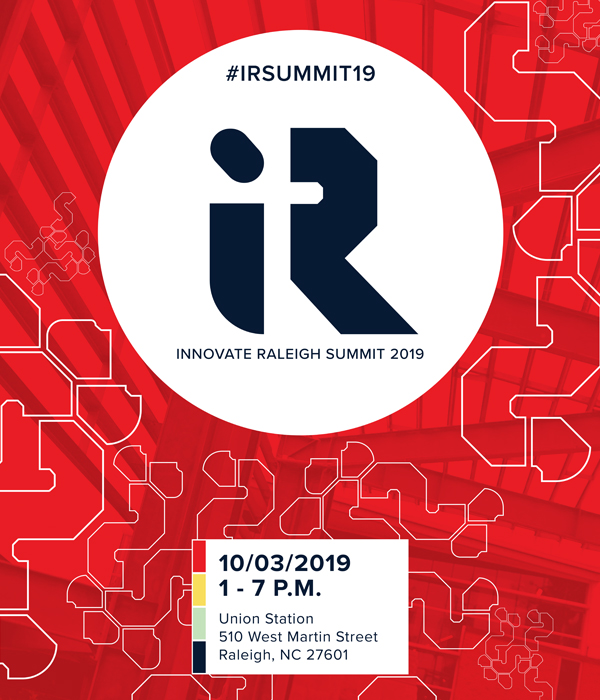 #IRSUMMIT19
iR
INNOVATE RALEIGH SUMMIT 2019
10/03/2019
1 - 7 P.M.
Union Station
510 West Martin Street
Raleigh, NC 27601